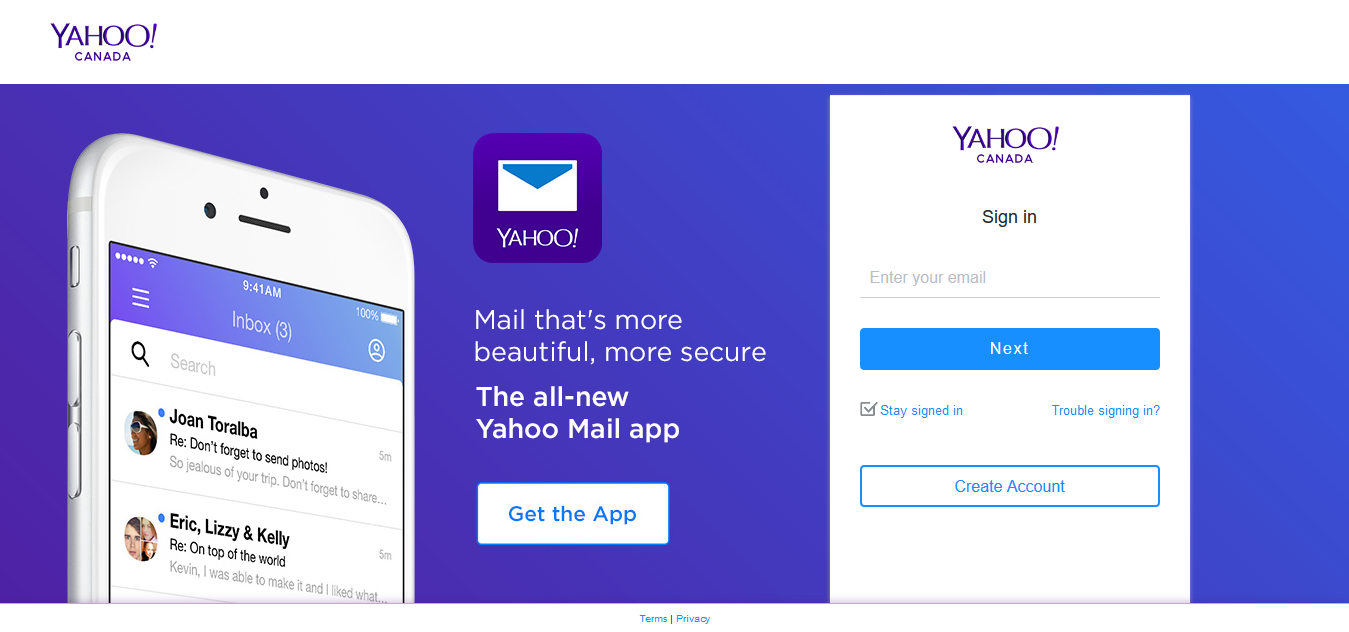 YAHOO!
CANADA
9:41AM
100%
Inbox (3)
Search
Joan Toralba
Re: Don't forget to send photos!
5m
So jealous of your trip. Don't forget to share...
Eric, Lizzy & Kelly
Re: On top of the world
5m
Kevin, I was able to make it and I liked what...
YAHOO!
Mail that's more
beautiful, more secure
The all-new
Yahoo Mail app
Get the App
YAHOO!
CANADA
Sign in
Enter your email
Next
Stay signed in
Trouble signing in?
Create Account
Terms | Privacy